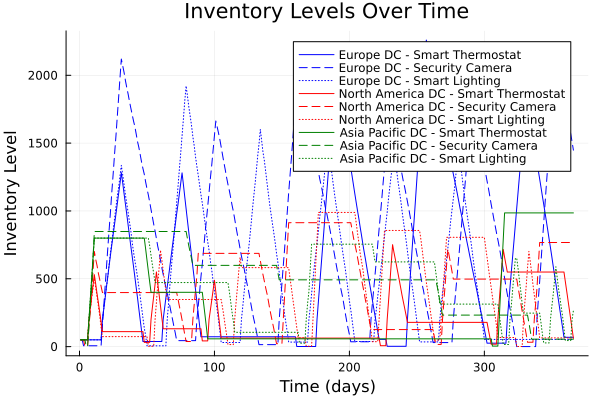 Inventory Levels Over Time
Inventory Level
2000
1500
1000
500
0
Europe DC - Smart Thermostat
Europe DC - Security Camera
Europe DC - Smart Lighting
North America DC - Smart Thermostat
North America DC - Security Camera
North America DC - Smart Lighting
Asia Pacific DC - Smart Thermostat
Asia Pacific DC - Security Camera
Asia Pacific DC - Smart Lighting
0 100 200 300
Time (days)